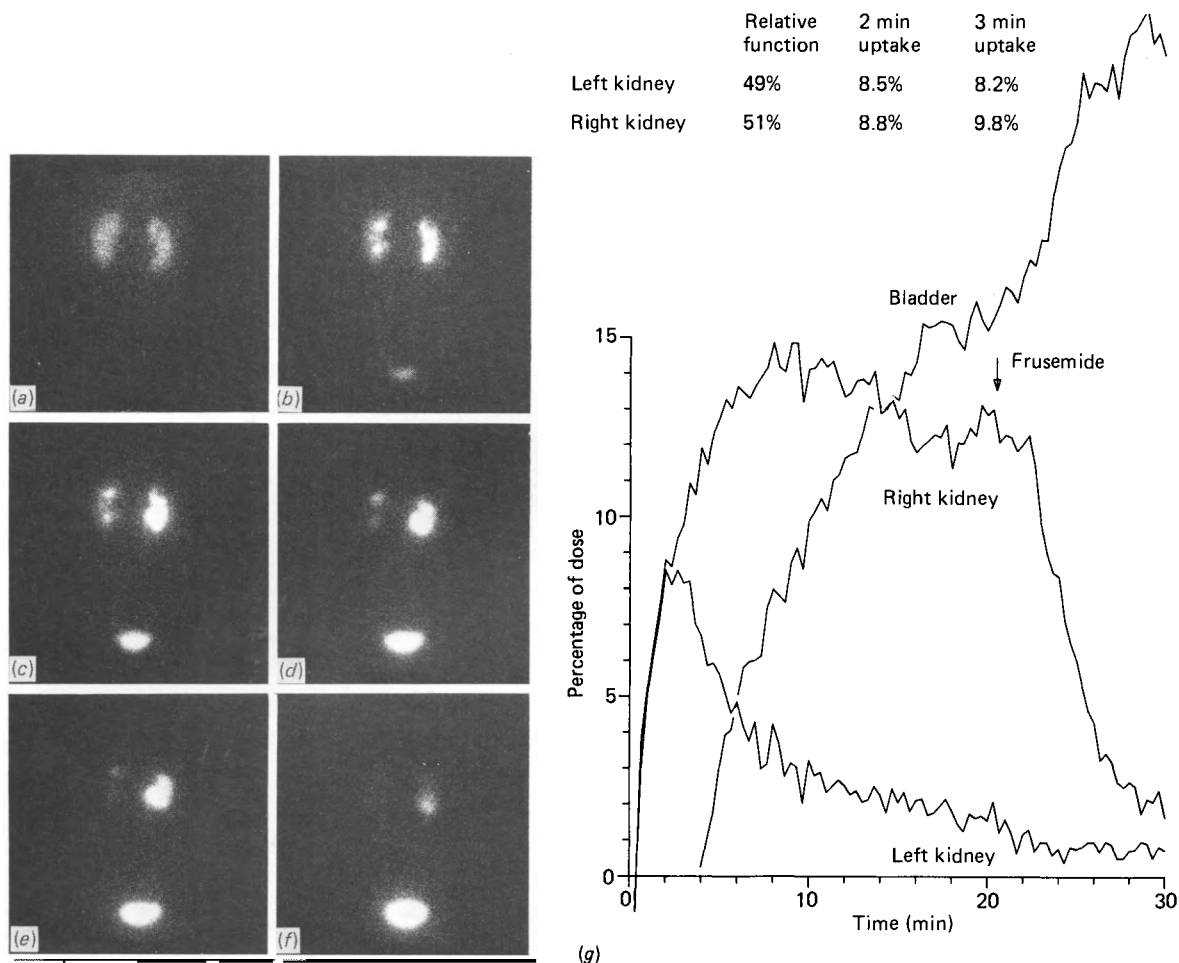 Relative function 2 min uptake 3 min uptake
Left kidney 49% 8.5% 8.2%
Right kidney 51% 8.8% 9.8%
(a)
(b)
(c)
(d)
(e)
(f)
Bladder
15
Frusemide
Right kidney
10
Percentage of dose
5
Left kidney
0
0 10 20 30
Time (min)
(g)